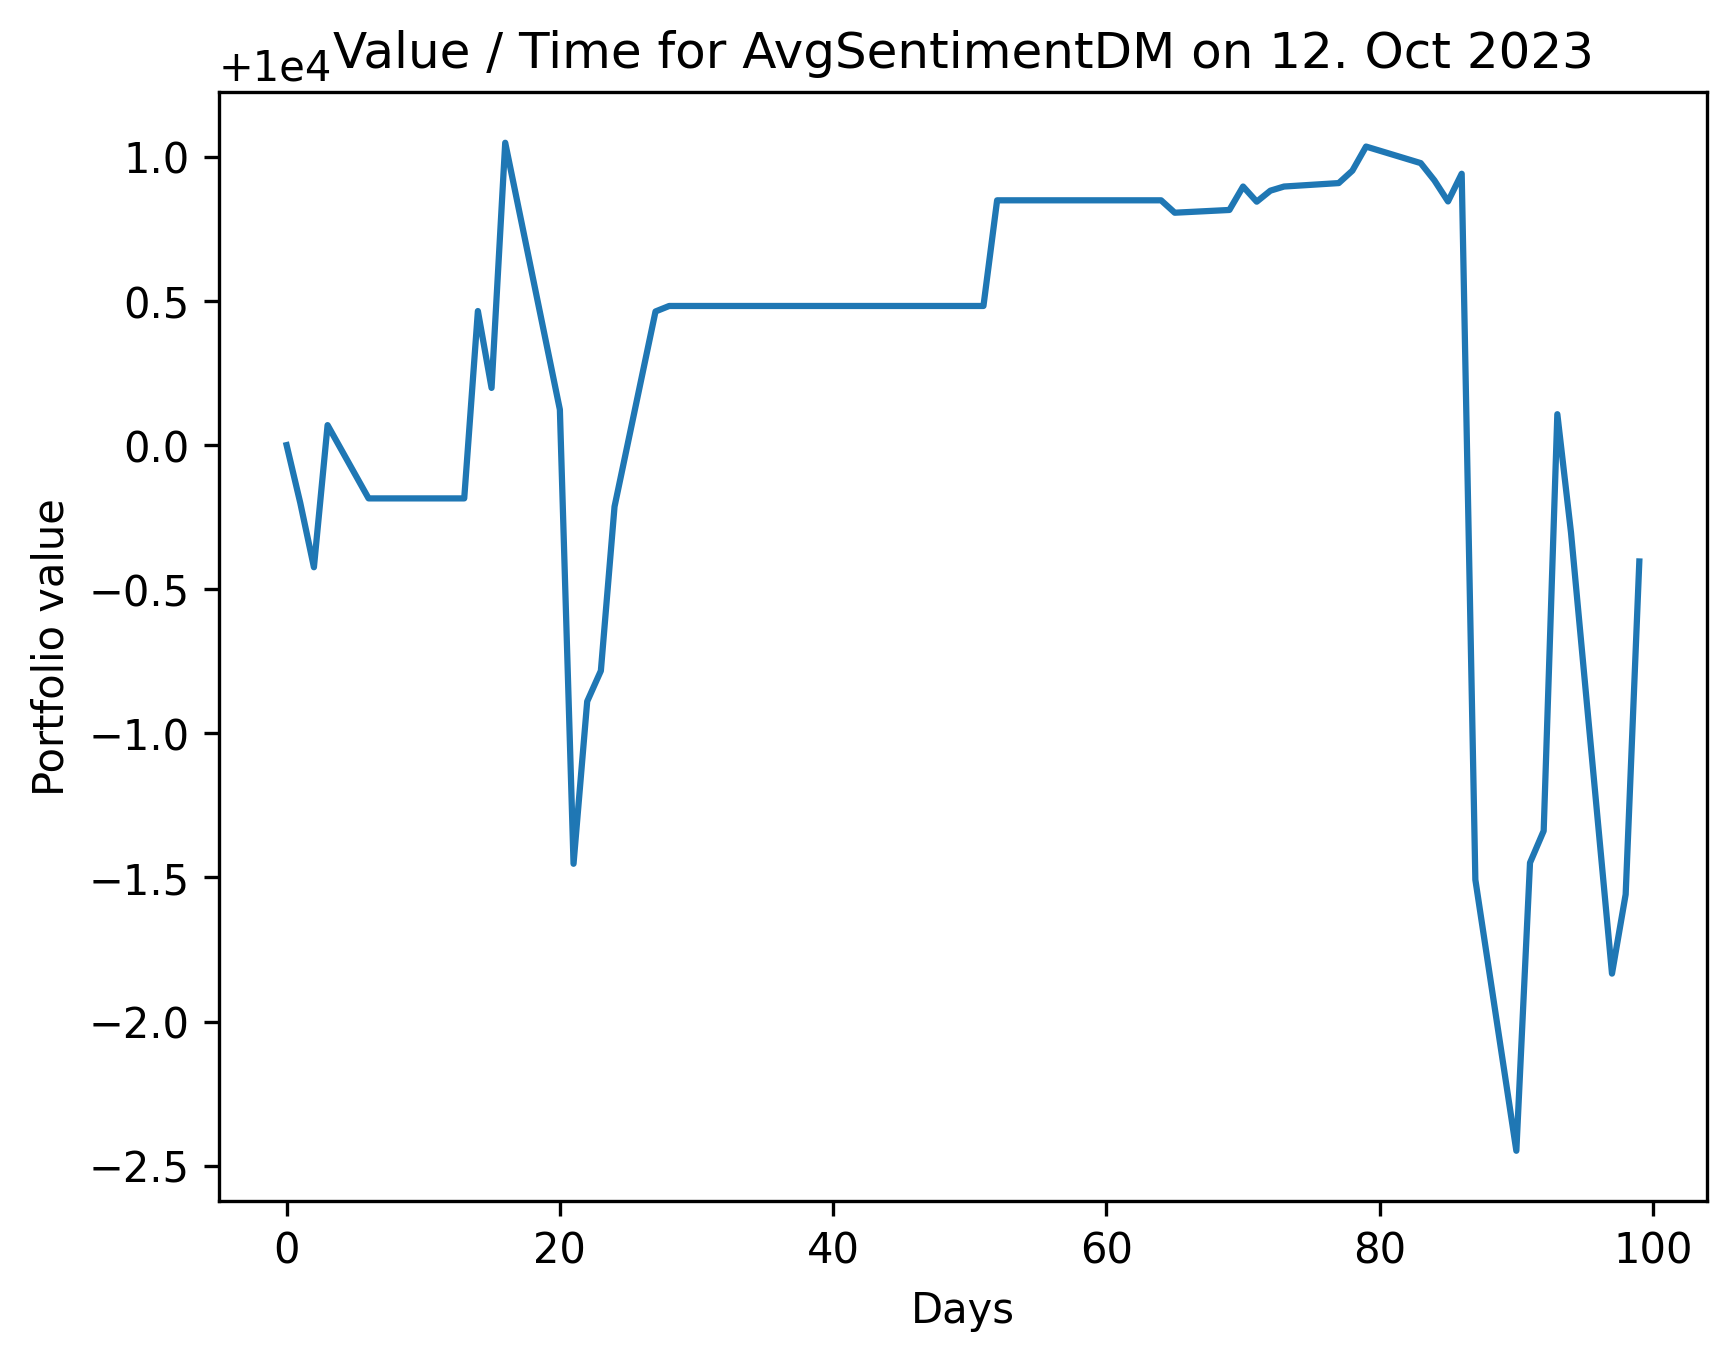 Value / Time for AvgSentimentDM on 12. Oct 2023
+1e4
1.0
0.5
0.0
−0.5
−1.0
−1.5
−2.0
−2.5
Portfolio value
0 20 40 60 80 100
Days